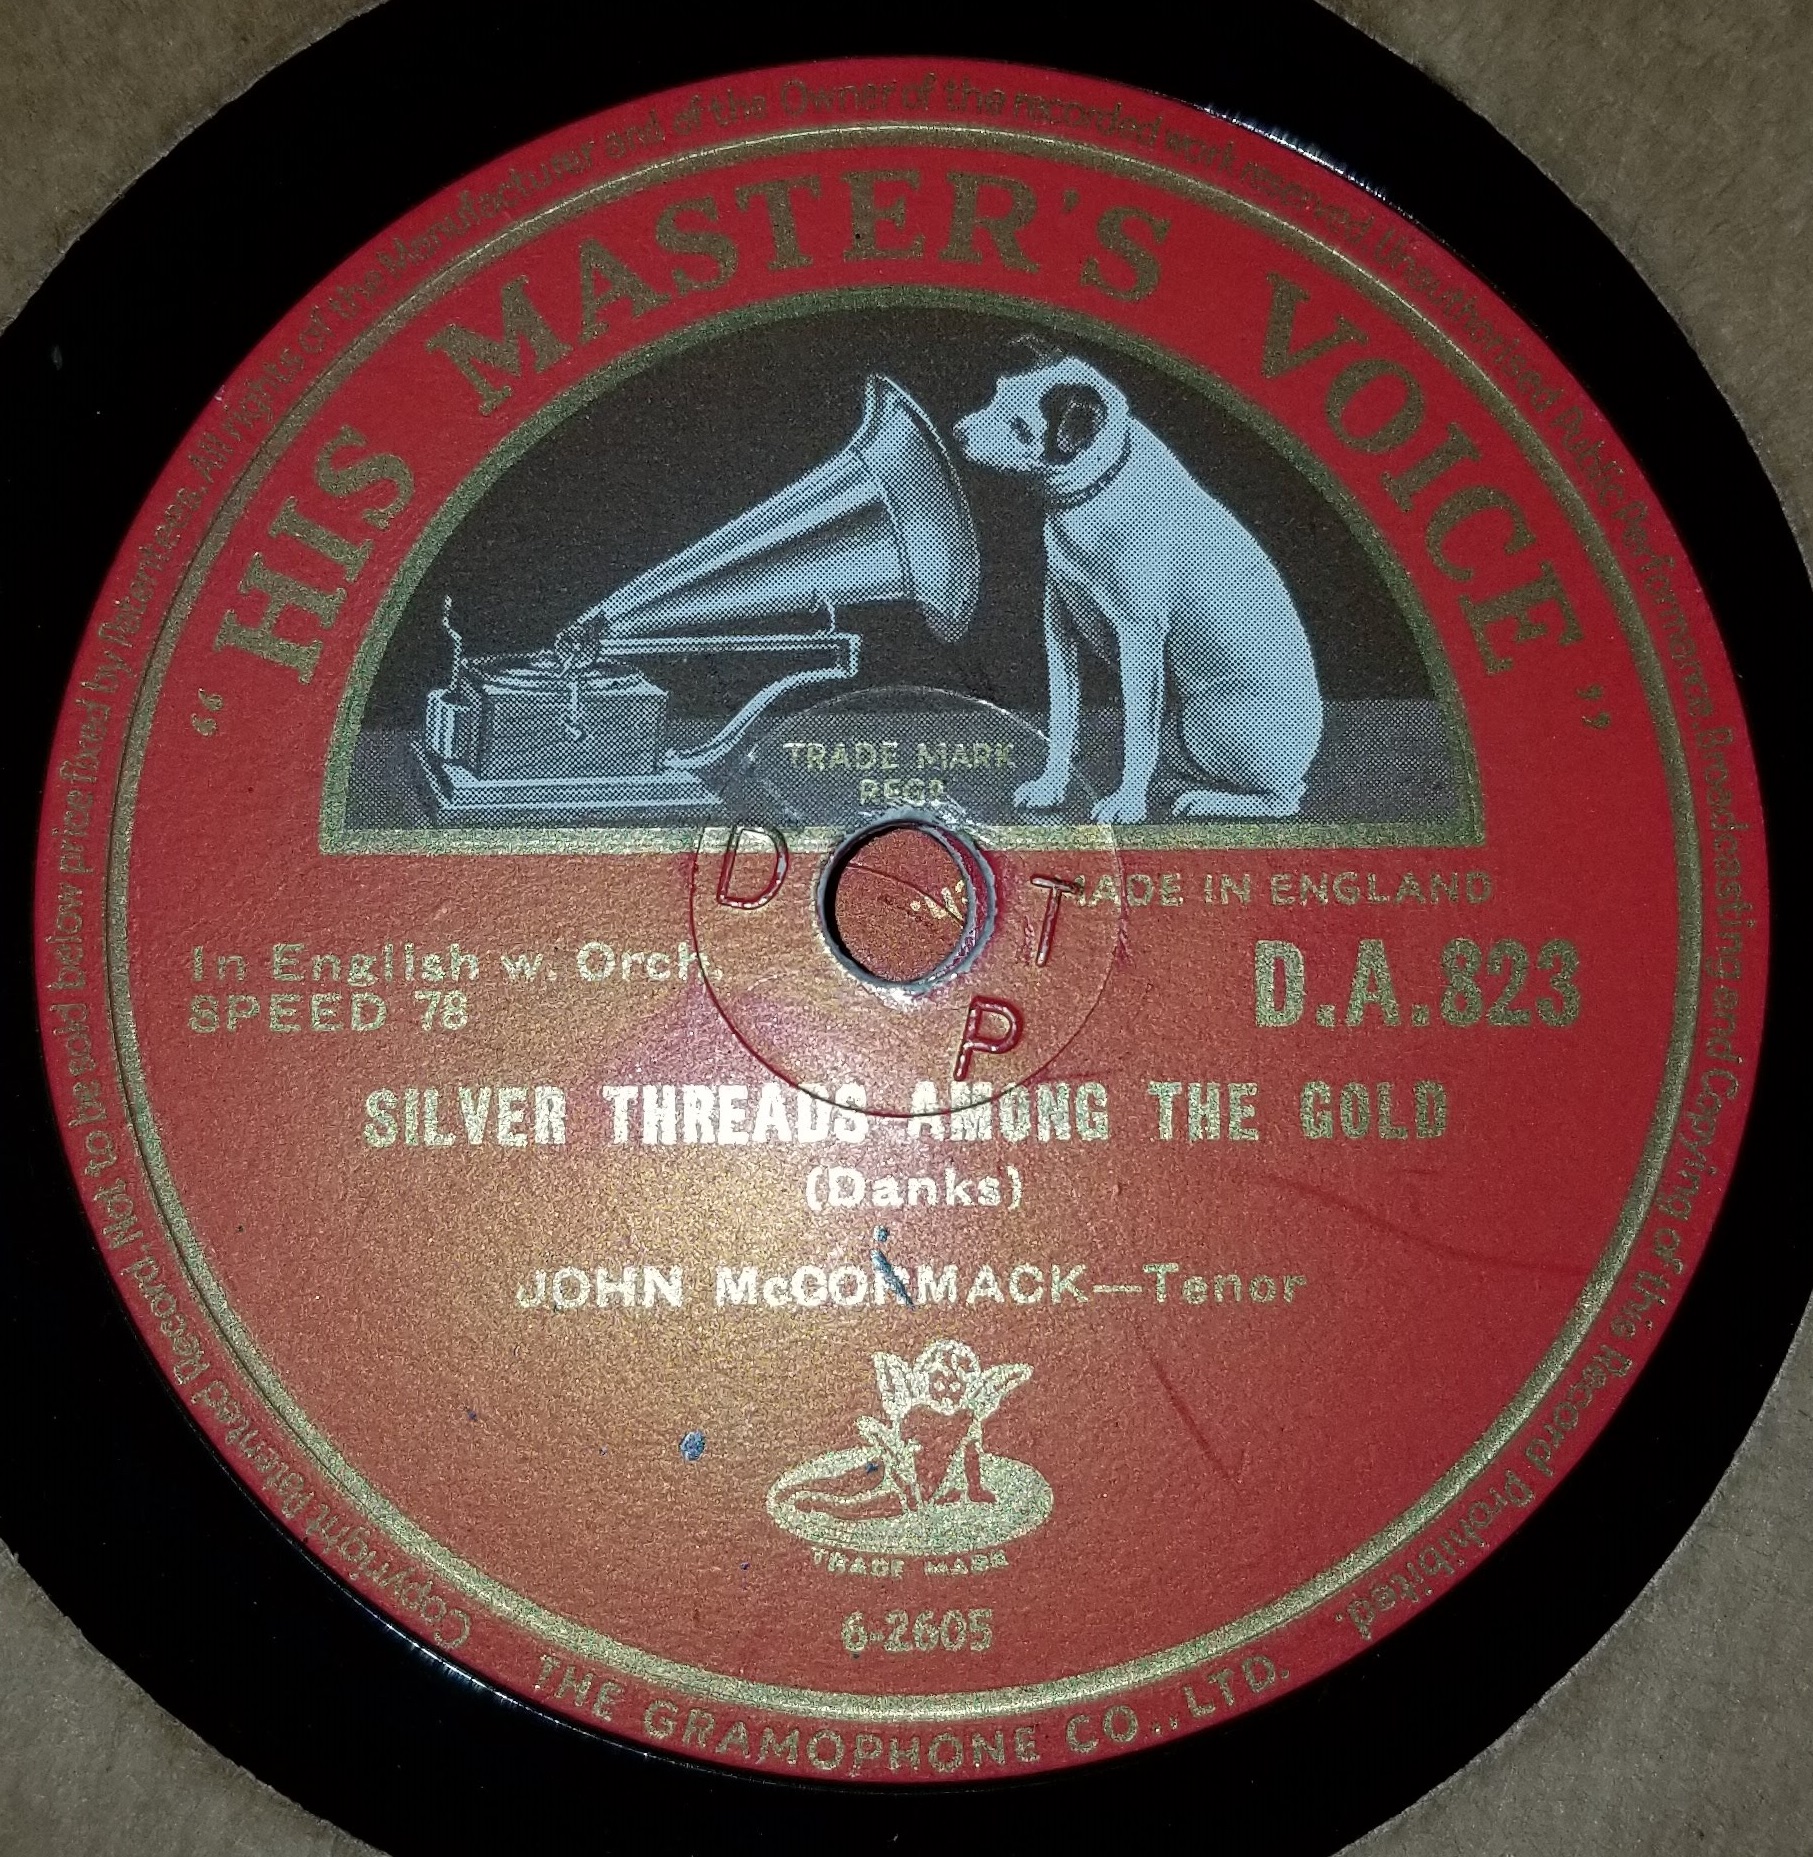 Copyright Patented Record. Not to be sold below price fixed by Patentees. All rights of the Manufacturer and of the Owner of the recorded work reserved. Unauthorised Public Performance, Broadcasting and Copying of this Record Prohibited.
“HIS MASTER'S VOICE”
TRADE MARK
REGD
D T P
MADE IN ENGLAND
In English w. Orch.
SPEED 78
D.A.823
SILVER THREADS AMONG THE GOLD
(Danks)
JOHN McCORMACK—Tenor
TRADE MARK
6-2605
THE GRAMOPHONE CO., LTD.